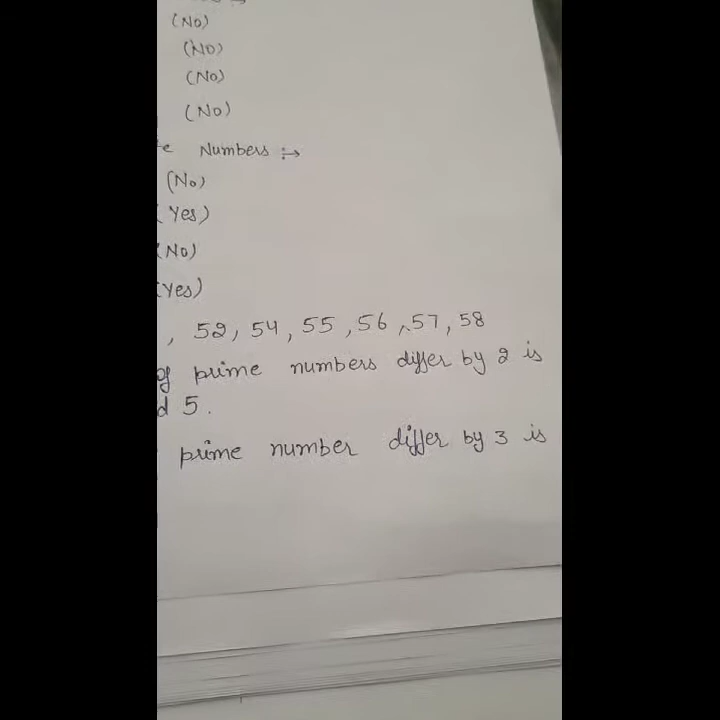 (No)
(No)
(No)
(No)
Numbers :→
(No)
(Yes)
(No)
(Yes)
, 52, 54, 55, 56, 57, 58
of prime numbers differ by 2 is
d 5.
prime number differ by 3 is